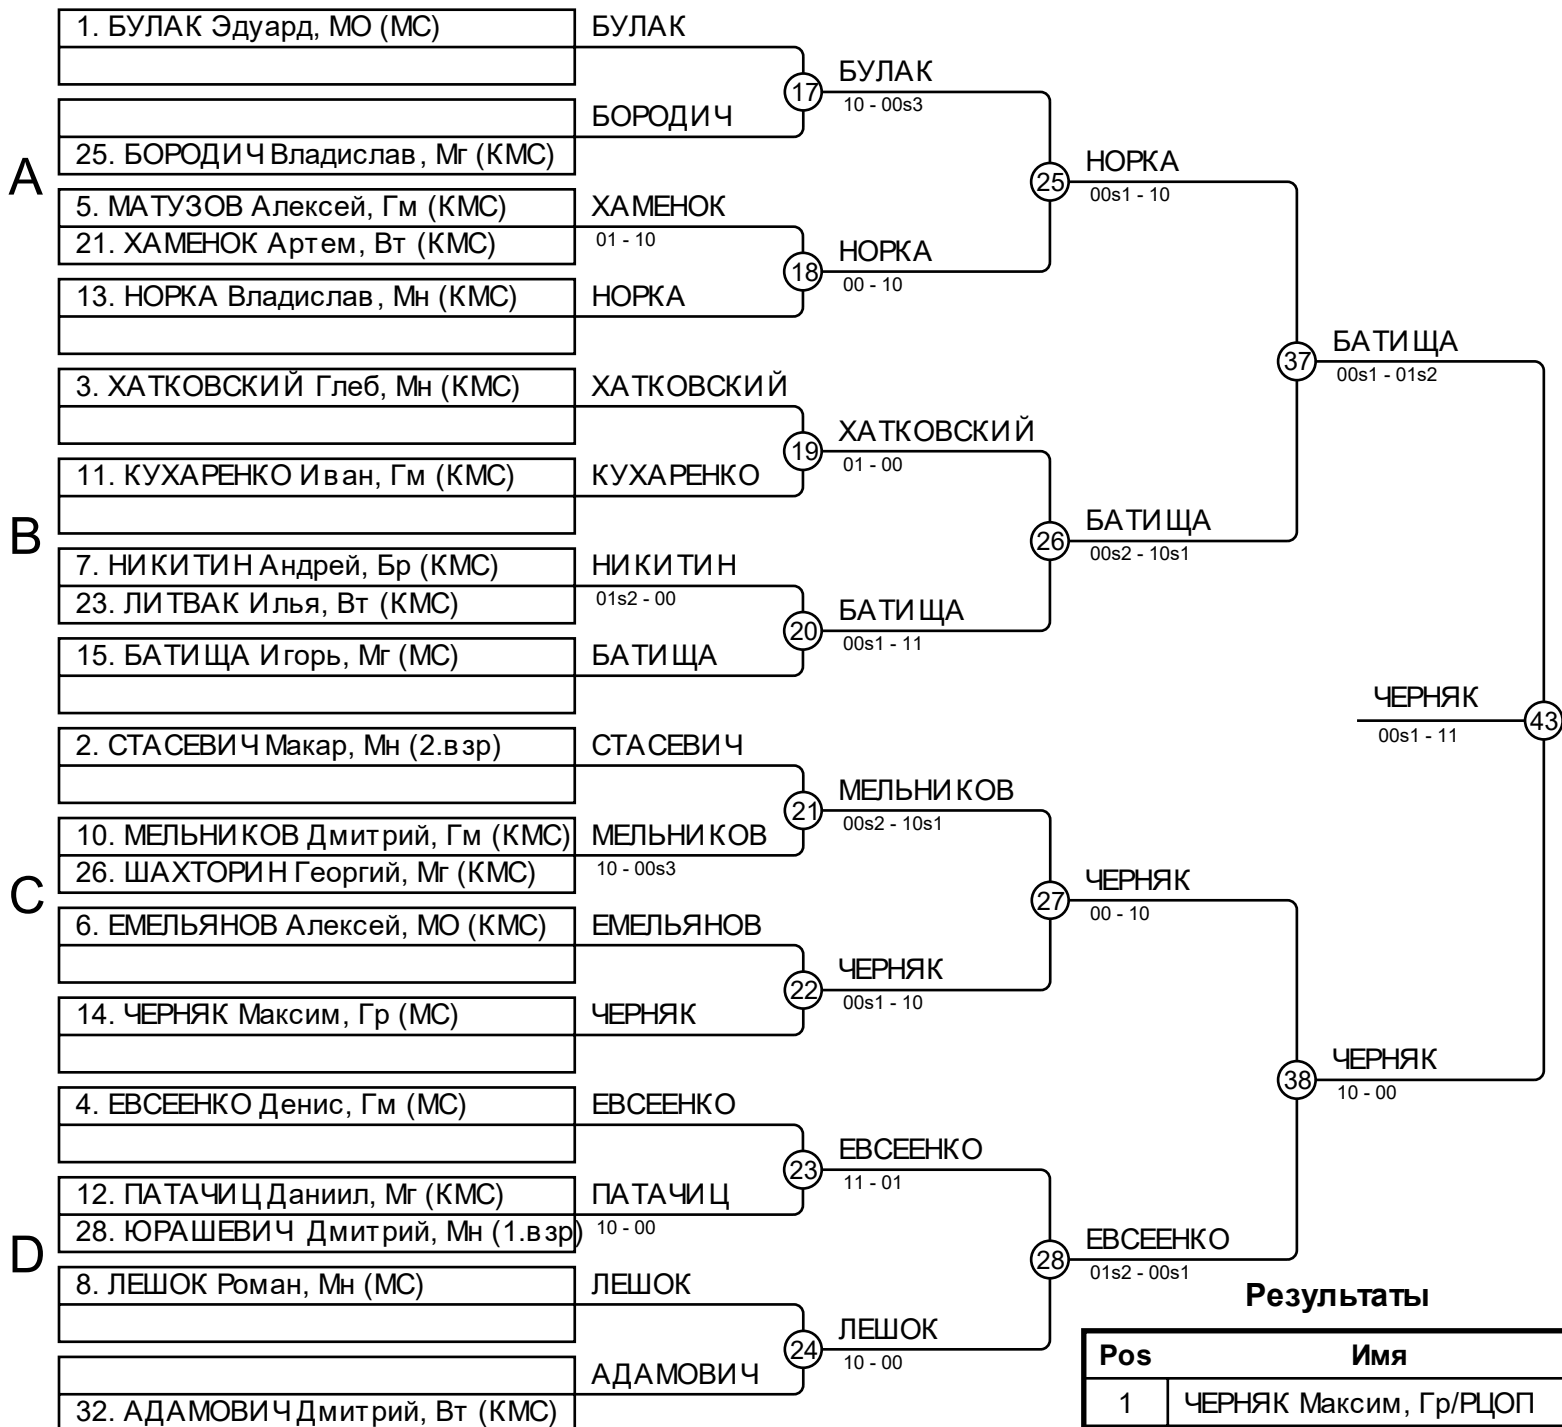 1. БУЛАК Эдуард, МО (МС)
БУЛАК
17
БУЛАК
10 - 00s3
БОРОДИЧ
25. БОРОДИЧ Владислав, Мг (КМС)
A
25
НОРКА
00s1 - 10
5. МАТУЗОВ Алексей, Гм (КМС)
ХАМЕНОК
21. ХАМЕНОК Артем, Вт (КМС)
01 - 10
18
НОРКА
00 - 10
13. НОРКА Владислав, Мн (КМС)
НОРКА
37
БАТИЩА
00s1 - 01s2
3. ХАТКОВСКИЙ Глеб, Мн (КМС)
ХАТКОВСКИЙ
19
ХАТКОВСКИЙ
01 - 00
11. КУХАРЕНКО Иван, Гм (КМС)
КУХАРЕНКО
B
26
БАТИЩА
00s2 - 10s1
7. НИКИТИН Андрей, Бр (КМС)
НИКИТИН
23. ЛИТВАК Илья, Вт (КМС)
01s2 - 00
20
БАТИЩА
00s1 - 11
15. БАТИЩА Игорь, Мг (МС)
БАТИЩА
ЧЕРНЯК
43
00s1 - 11
2. СТАСЕВИЧ Макар, Мн (2.взр)
СТАСЕВИЧ
21
МЕЛЬНИКОВ
00s2 - 10s1
10. МЕЛЬНИКОВ Дмитрий, Гм (КМС)
МЕЛЬНИКОВ
26. ШАХТОРИН Георгий, Мг (КМС)
10 - 00s3
C
27
ЧЕРНЯК
00 - 10
6. ЕМЕЛЬЯНОВ Алексей, МО (КМС)
ЕМЕЛЬЯНОВ
22
ЧЕРНЯК
00s1 - 10
14. ЧЕРНЯК Максим, Гр (МС)
ЧЕРНЯК
38
ЧЕРНЯК
10 - 00
4. ЕВСЕЕНКО Денис, Гм (МС)
ЕВСЕЕНКО
23
ЕВСЕЕНКО
11 - 01
12. ПАТАЧИЦ Даниил, Мг (КМС)
ПАТАЧИЦ
28. ЮРАШЕВИЧ Дмитрий, Мн (1.взр)
10 - 00
D
28
ЕВСЕЕНКО
01s2 - 00s1
8. ЛЕШОК Роман, Мн (МС)
ЛЕШОК
24
ЛЕШОК
10 - 00
АДАМОВИЧ
32. АДАМОВИЧ Дмитрий, Вт (КМС)
Результаты
Pos Имя
1 ЧЕРНЯК Максим, Гр/РЦОП